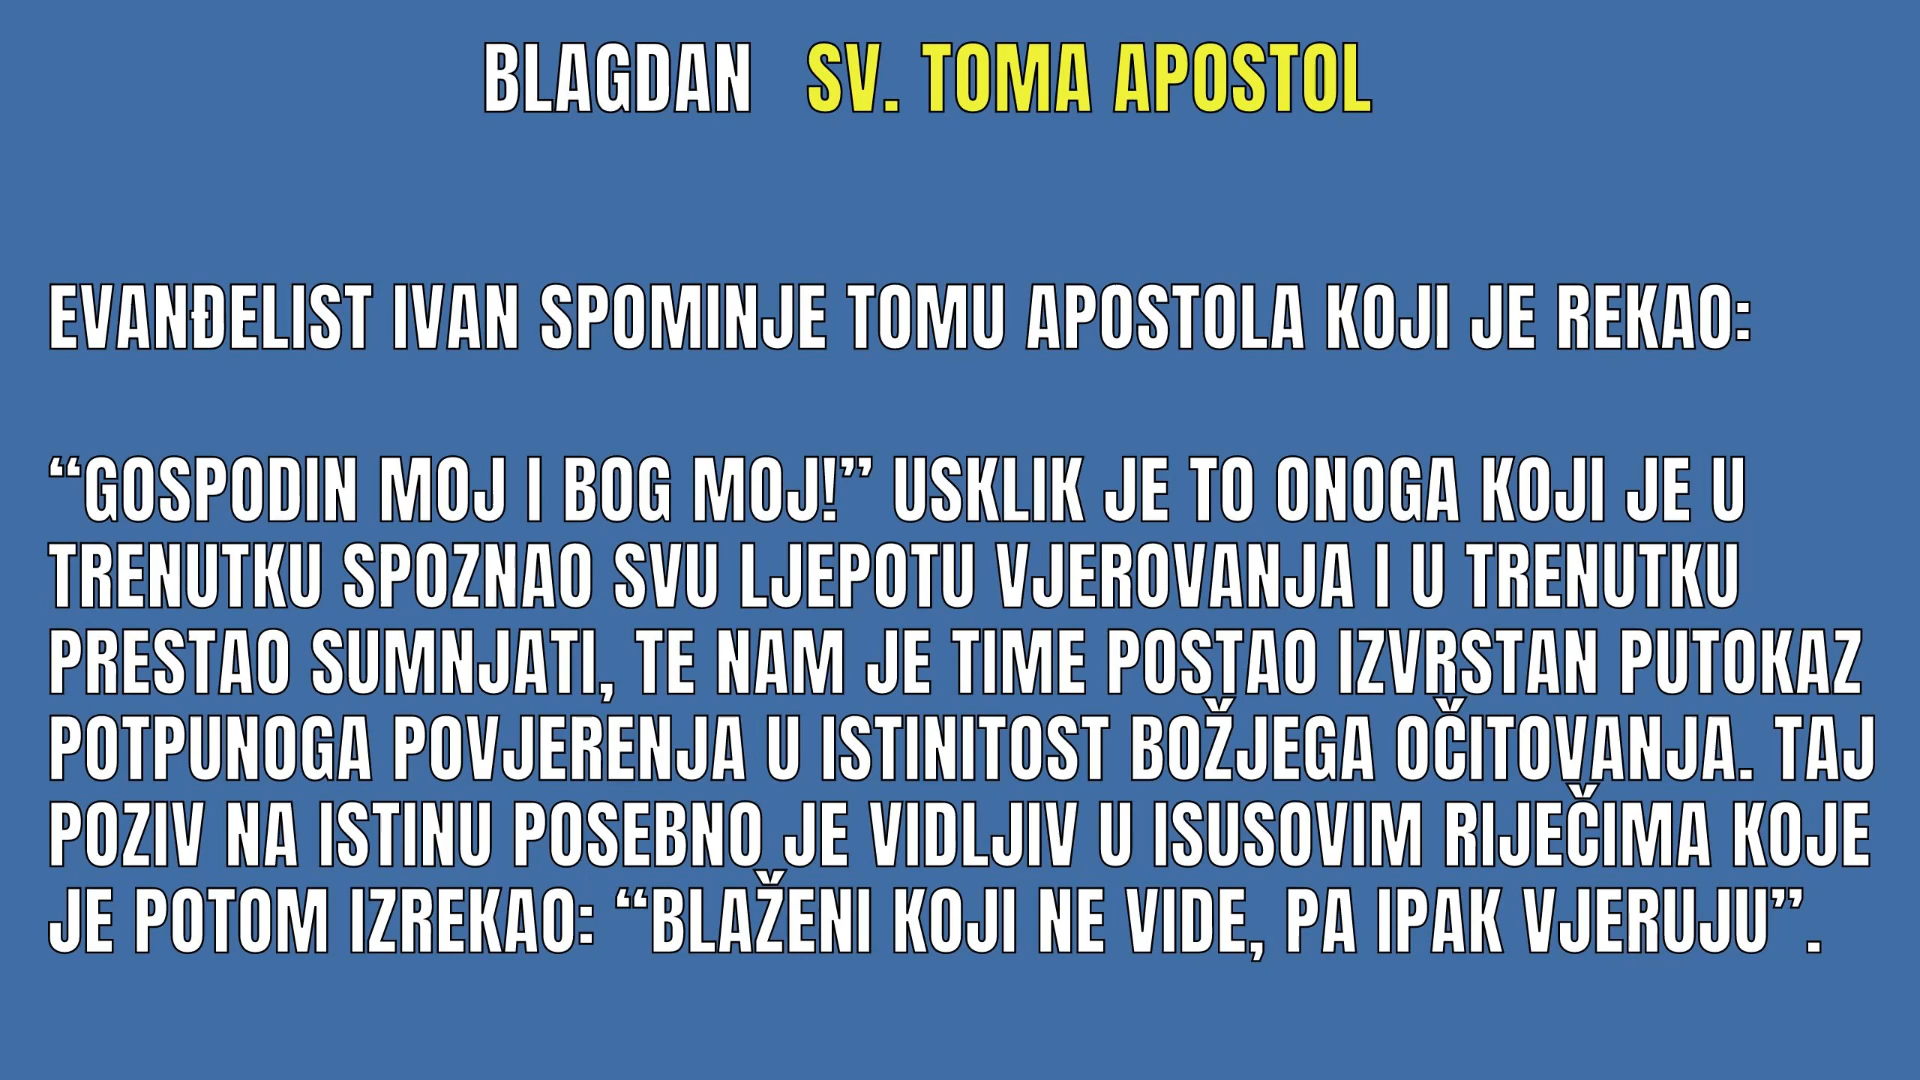 BLAGDAN SV. TOMA APOSTOL
EVANĐELIST IVAN SPOMINJE TOMU APOSTOLA KOJI JE REKAO:
“GOSPODIN MOJ I BOG MOJ!” USKLIK JE TO ONOGA KOJI JE U
TRENUTKU SPOZNAO SVU LJEPOTU VJEROVANJA I U TRENUTKU
PRESTAO SUMNJATI, TE NAM JE TIME POSTAO IZVRSTAN PUTOKAZ
POTPUNOGA POVJERENJA U ISTINITOST BOŽJEGA OČITOVANJA. TAJ
POZIV NA ISTINU POSEBNO JE VIDLJIV U ISUSOVIM RIJEČIMA KOJE
JE POTOM IZREKAO: “BLAŽENI KOJI NE VIDE, PA IPAK VJERUJU”.